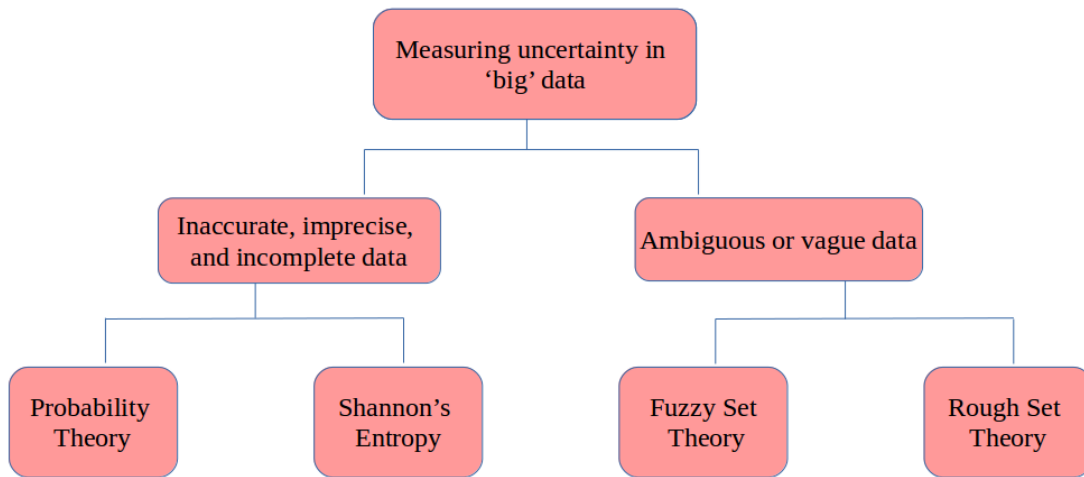 Measuring uncertainty in
‘big’ data
Inaccurate, imprecise,
and incomplete data
Ambiguous or vague data
Probability
Theory
Shannon’s
Entropy
Fuzzy Set
Theory
Rough Set
Theory